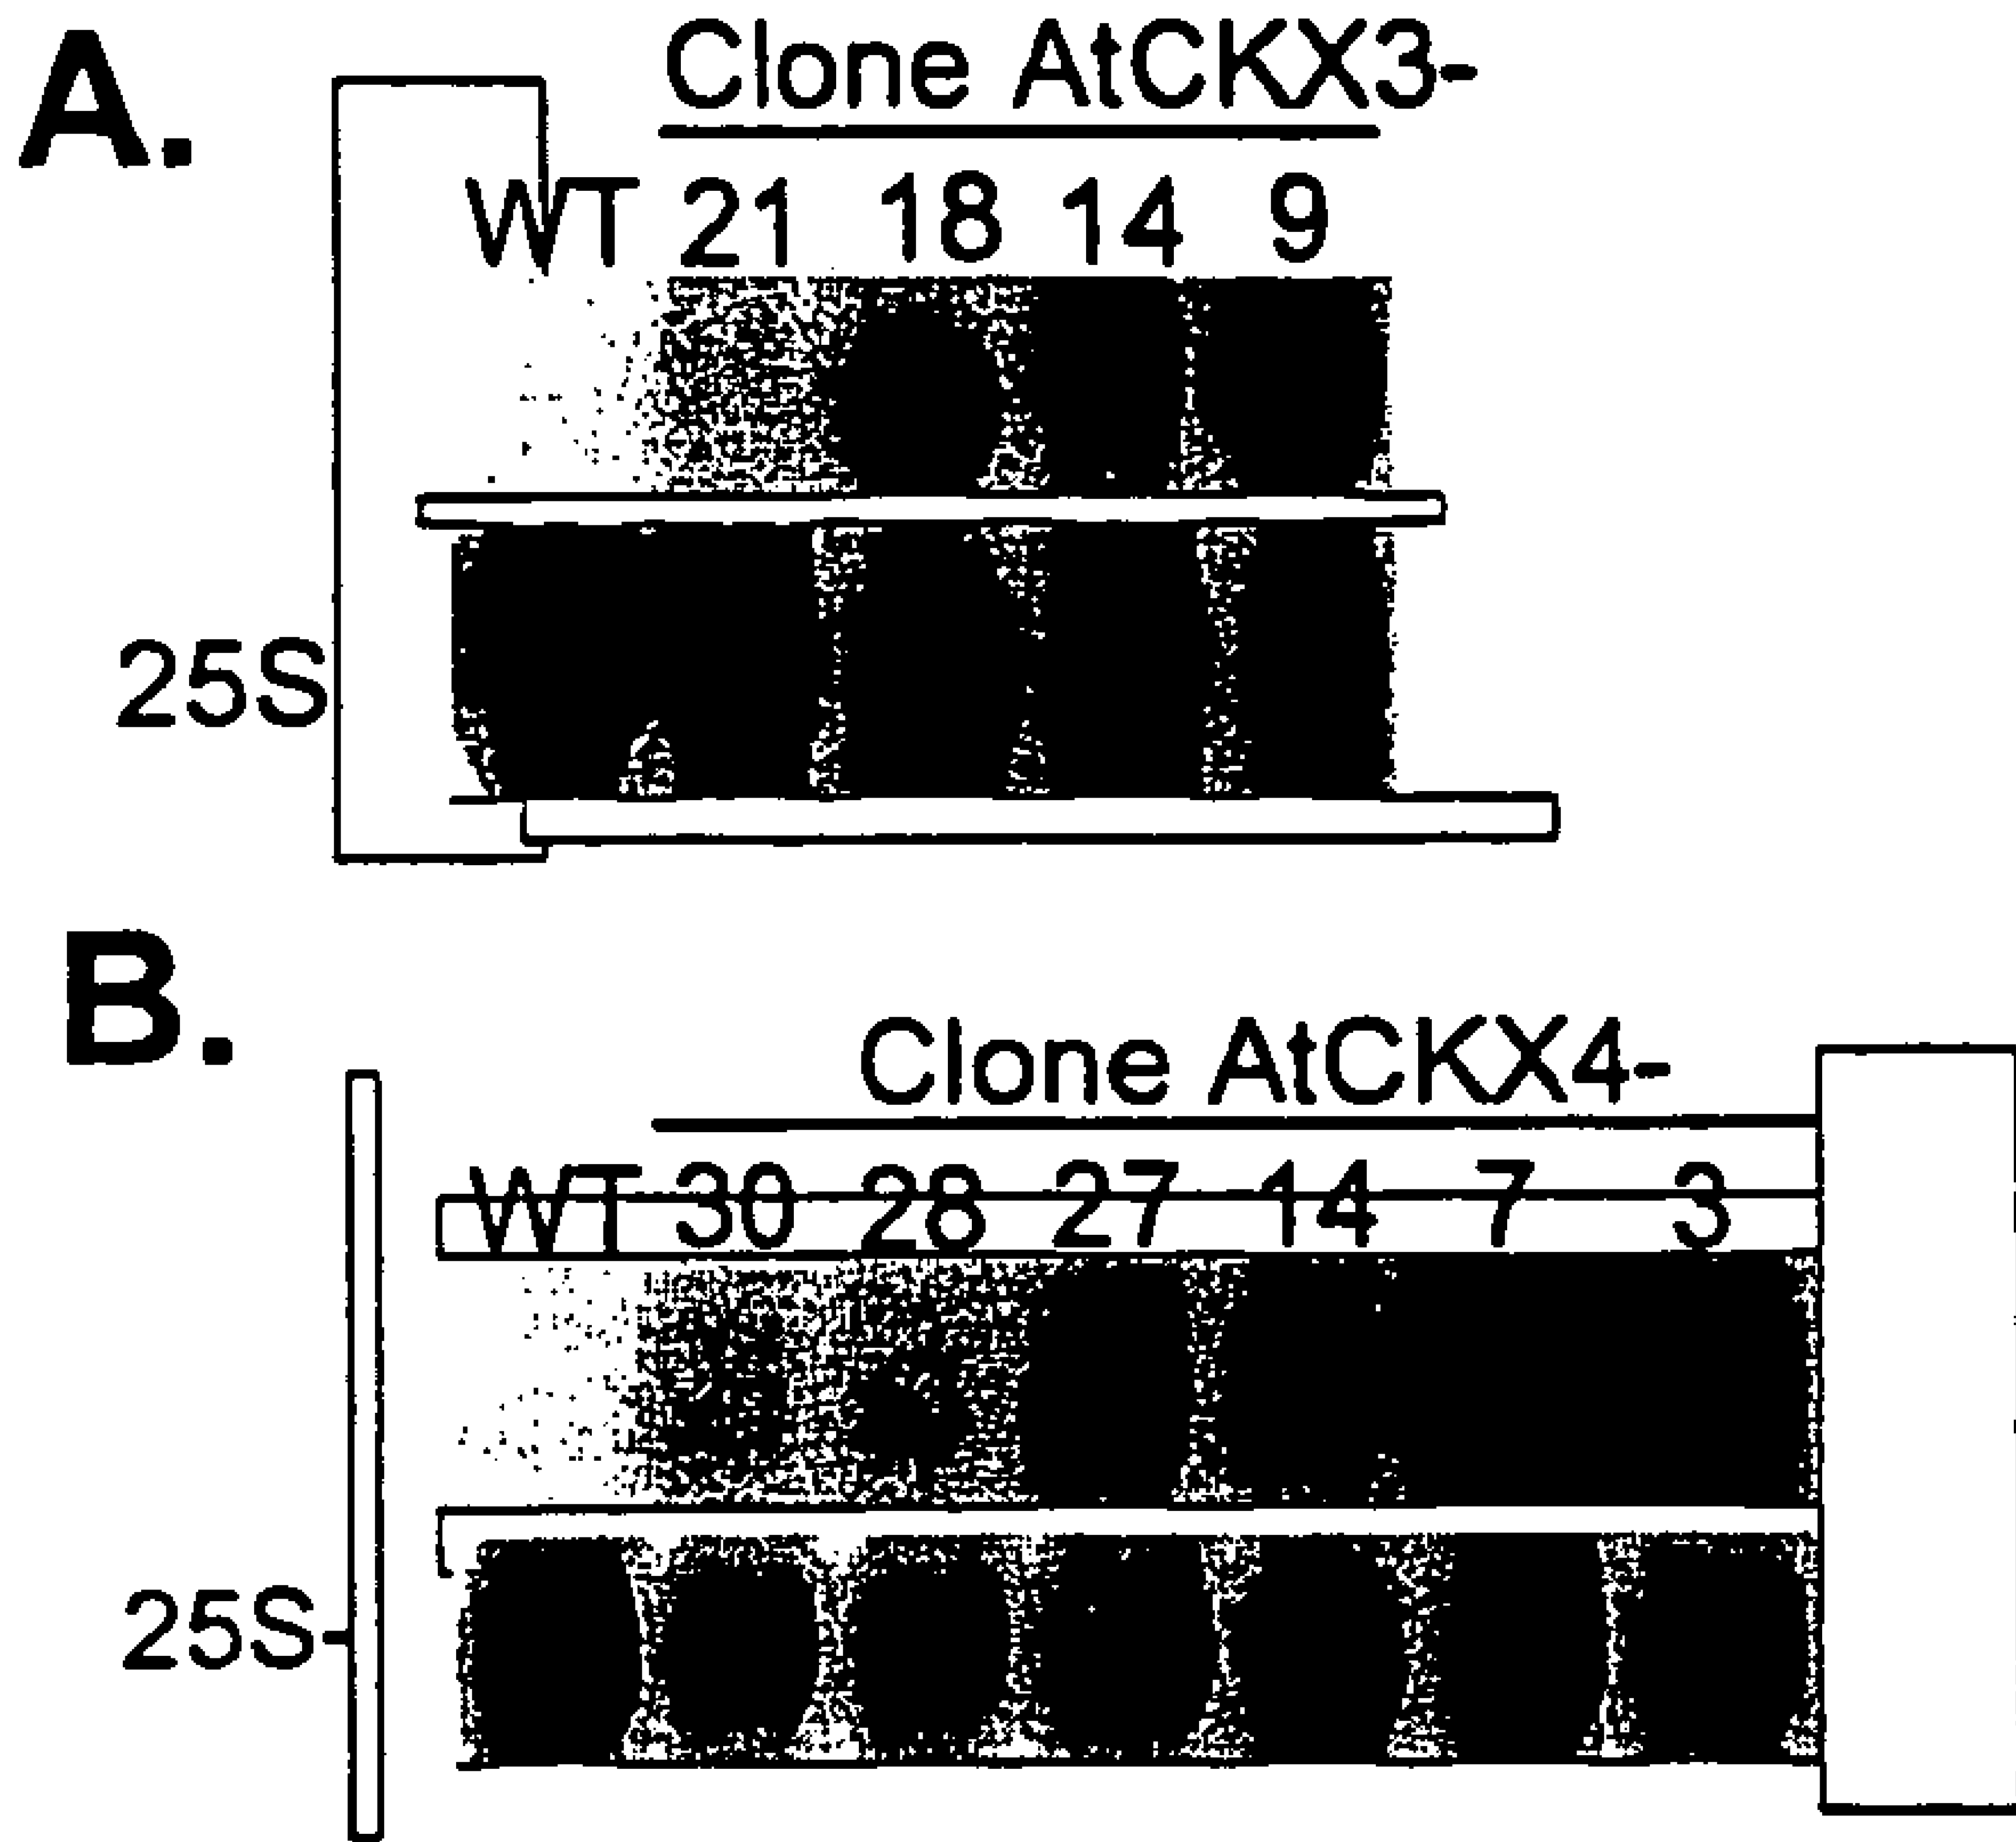 A.
Clone AtCKX3-
WT 21 18 14 9
25S
B.
Clone AtCKX4-
WT 30 28 27 14 7 3
25S-